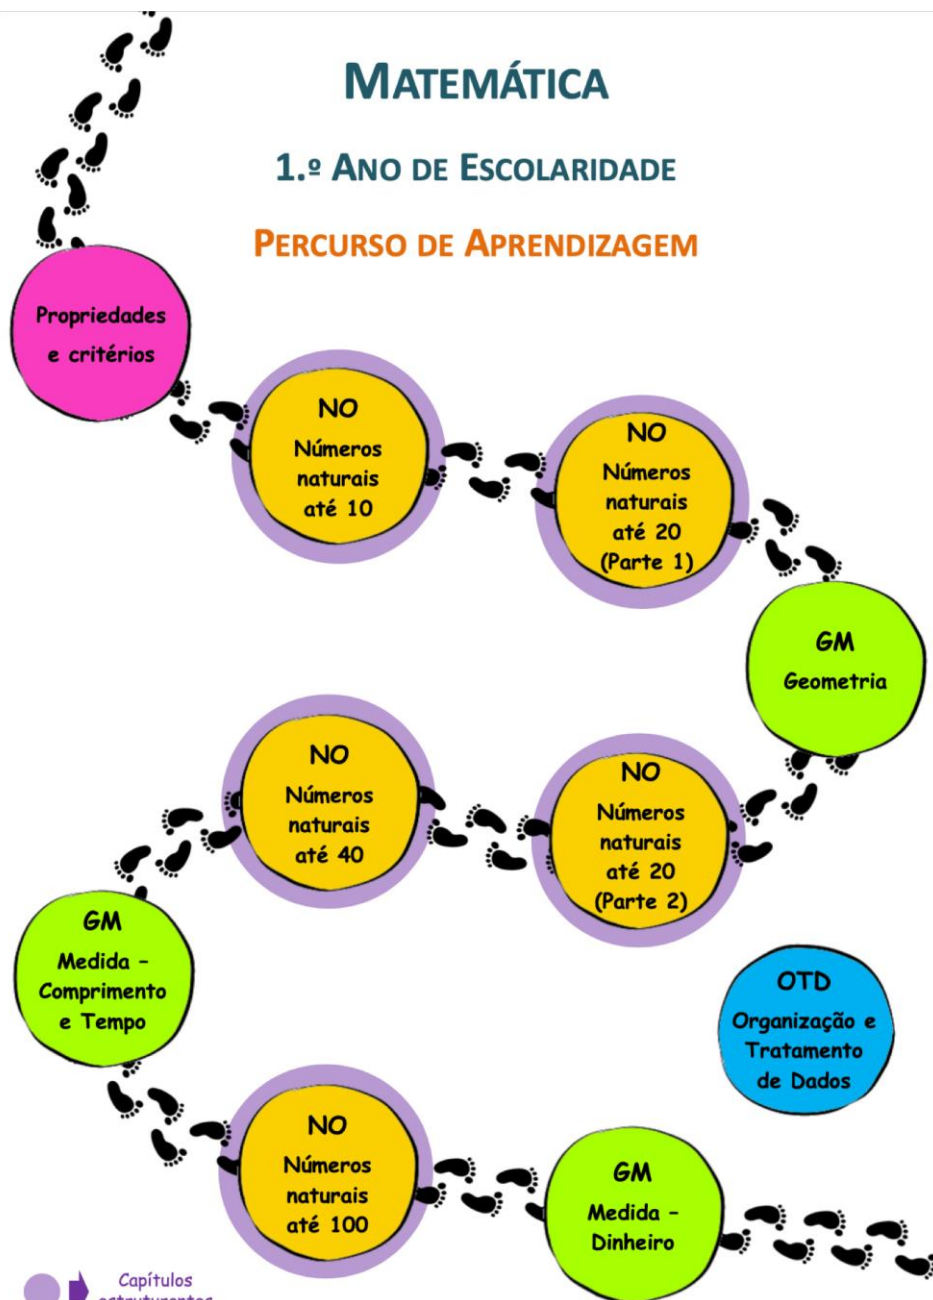 MATEMÁTICA
1.º ANO DE ESCOLARIDADE
PERCURSO DE APRENDIZAGEM
Propriedades
e critérios
NO
Números
naturais
até 10
NO
Números
naturais
até 20
(Parte 1)
GM
Geometria
NO
Números
naturais
até 20
(Parte 2)
NO
Números
naturais
até 40
GM
Medida –
Comprimento
e Tempo
OTD
Organização e
Tratamento
de Dados
NO
Números
naturais
até 100
GM
Medida –
Dinheiro
Capítulos
estruturantes